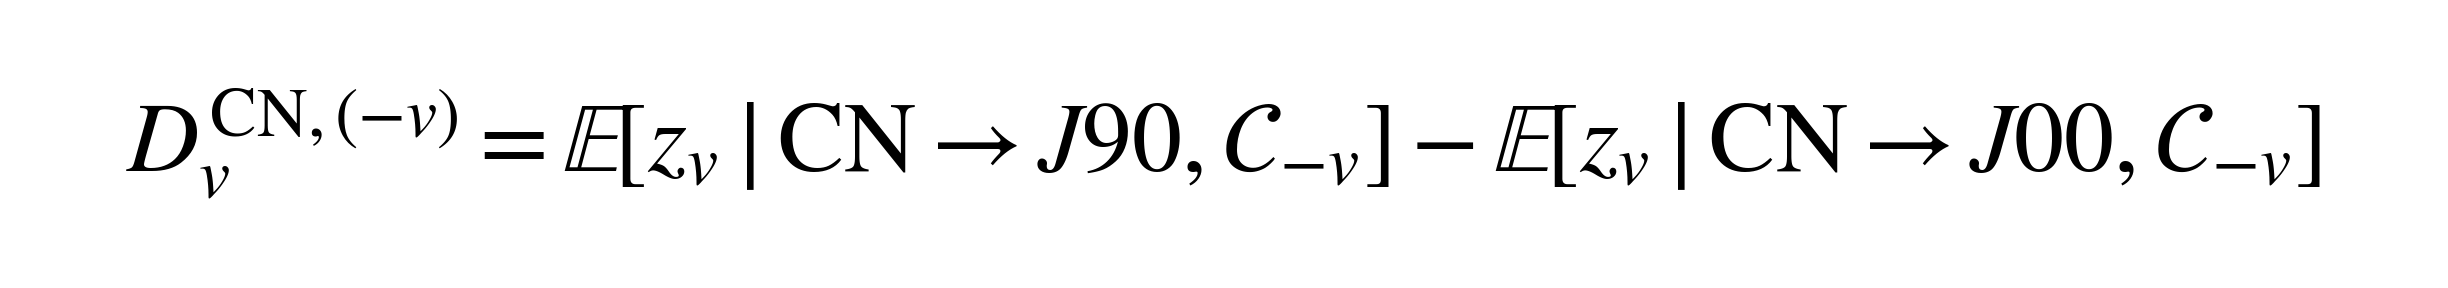 D_v^{CN, (−v)} = 𝔼[z_v | CN → J90, 𝒞_{−v}] − 𝔼[z_v | CN → J00, 𝒞_{−v}]